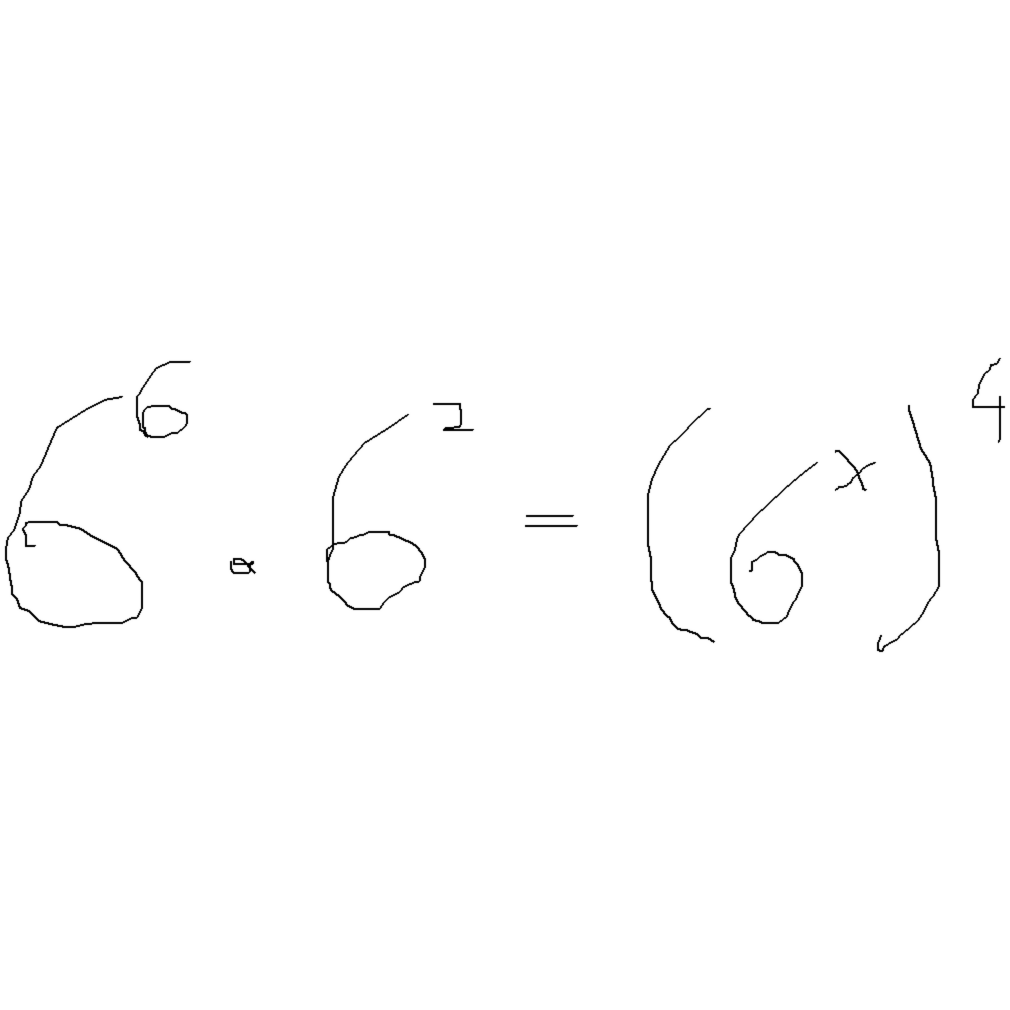 6⁶ · 6² = (6ˣ)⁴